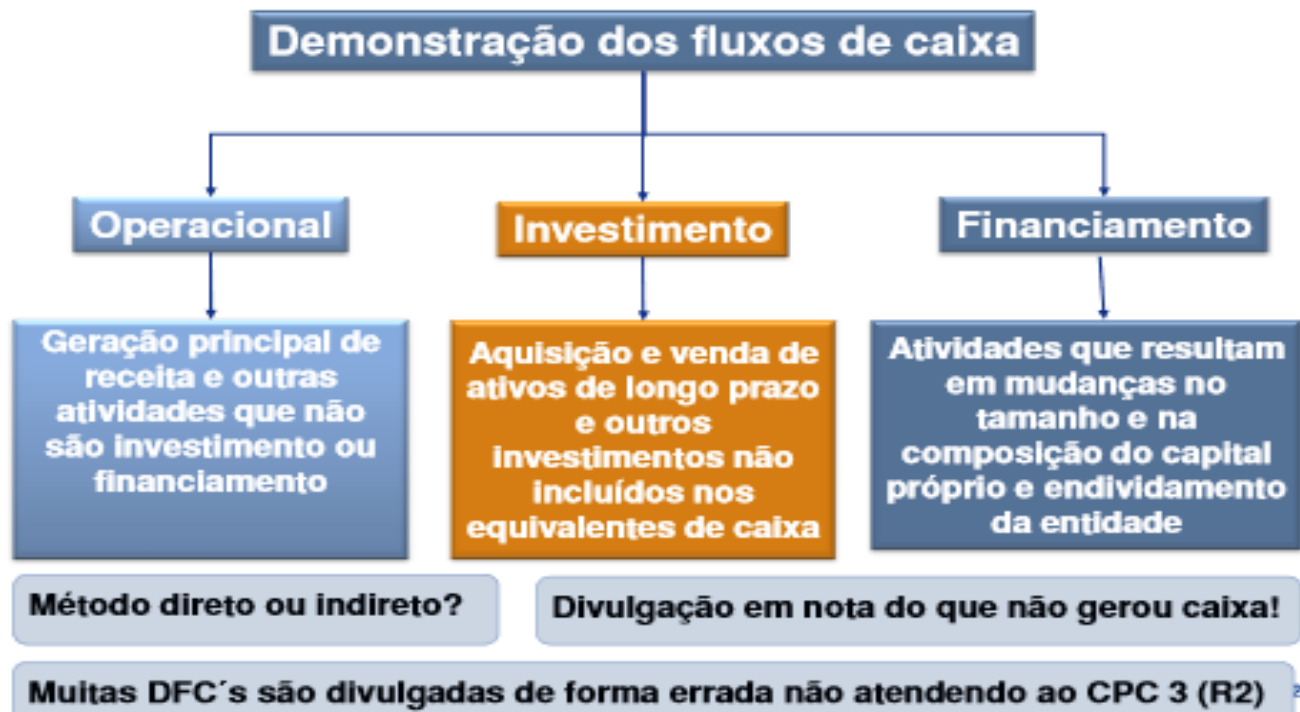 Demonstração dos fluxos de caixa
Operacional
Investimento
Financiamento
Geração principal de
receita e outras
atividades que não
são investimento ou
financiamento
Aquisição e venda de
ativos de longo prazo
e outros
investimentos não
incluídos nos
equivalentes de caixa
Atividades que resultam
em mudanças no
tamanho e na
composição do capital
próprio e endividamento
da entidade
Método direto ou indireto?
Divulgação em nota do que não gerou caixa!
Muitas DFC´s são divulgadas de forma errada não atendendo ao CPC 3 (R2)